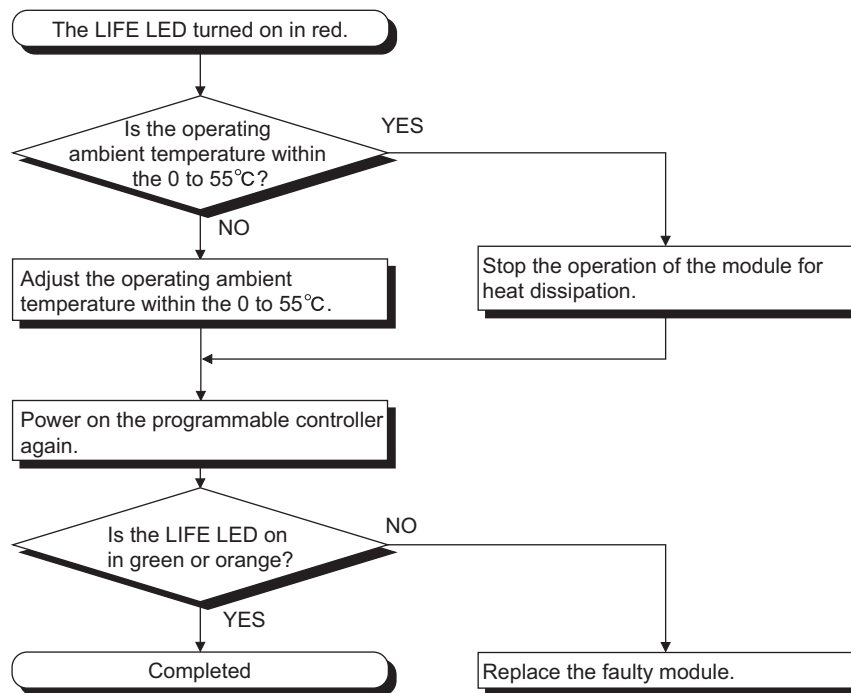 The LIFE LED turned on in red.
Is the operating
ambient temperature within
the 0 to 55℃?
YES
NO
Adjust the operating ambient
temperature within the 0 to 55℃.
Stop the operation of the module for
heat dissipation.
Power on the programmable controller
again.
Is the LIFE LED on
in green or orange?
NO
YES
Completed
Replace the faulty module.